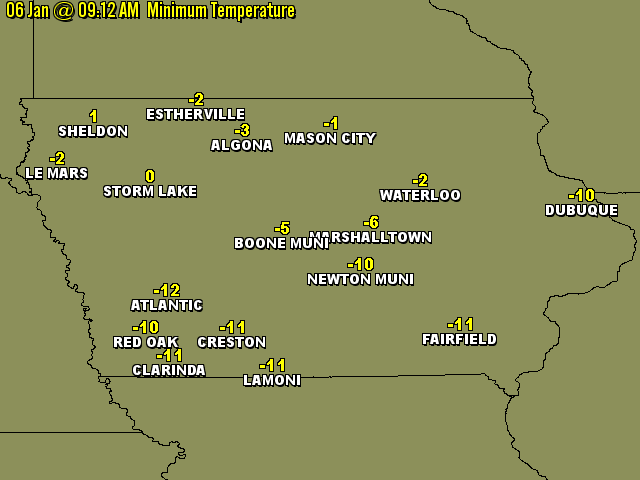 06 Jan @ 09:12 AM  Minimum Temperature
-2
ESTHERVILLE
1
SHELDON
-3
ALGONA
-1
MASON CITY
-2
LE MARS
0
STORM LAKE
-2
WATERLOO
-10
DUBUQUE
-5
BOONE MUNI
-6
MARSHALLTOWN
-10
NEWTON MUNI
-12
ATLANTIC
-10
RED OAK
-11
CRESTON
-11
FAIRFIELD
-11
CLARINDA
-11
LAMONI